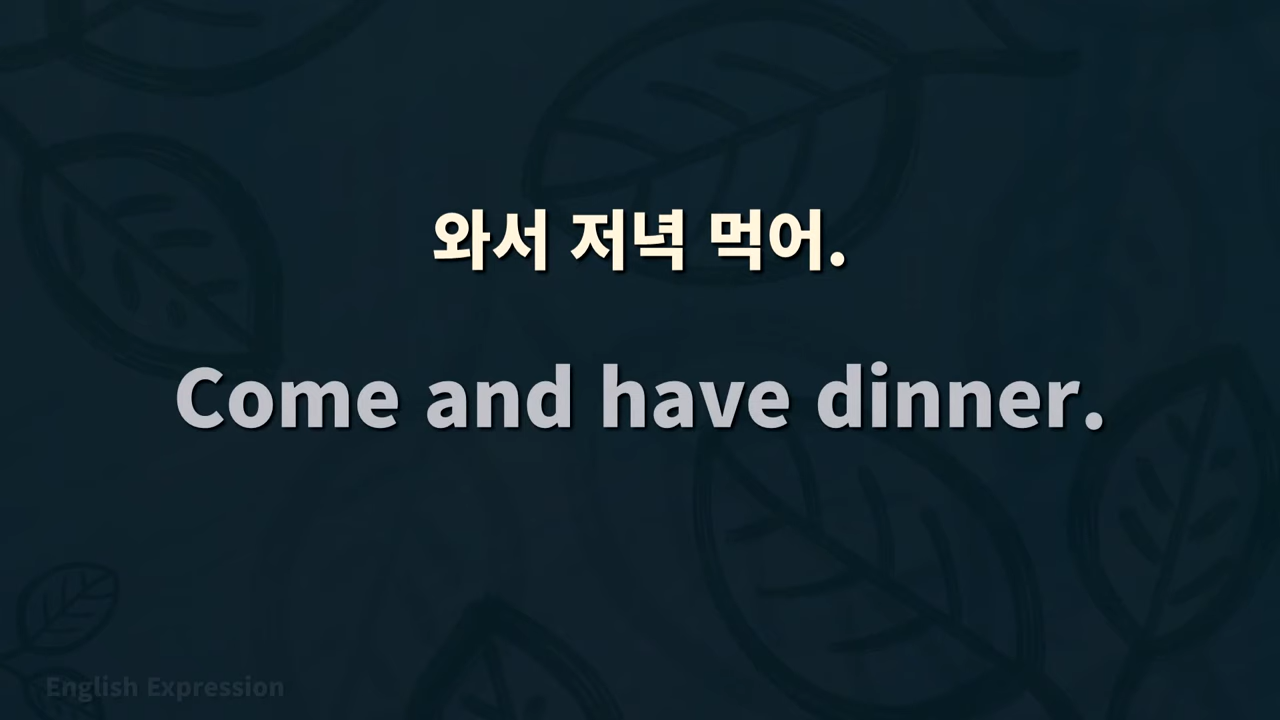 와서 저녁 먹어.
Come and have dinner.
English Expression